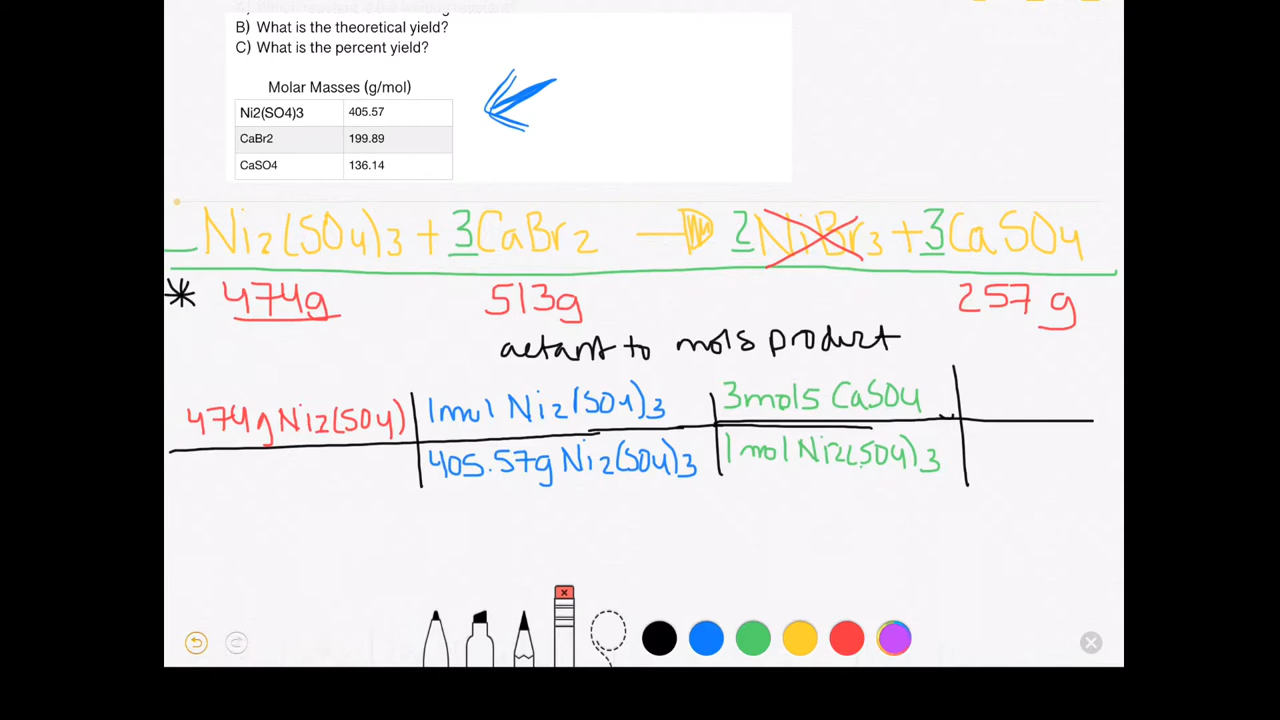 B) What is the theoretical yield?
C) What is the percent yield?
Molar Masses (g/mol)
Ni2(SO4)3 405.57
CaBr2 199.89
CaSO4 136.14
_Ni2(SO4)3 + 3CaBr2 → 2NiBr3 + 3CaSO4
* 474g 513g 257 g
actant to mols product
474g Ni2(SO4) 1mol Ni2(SO4)3 3mols CaSO4
405.57g Ni2(SO4)3 1mol Ni2(SO4)3